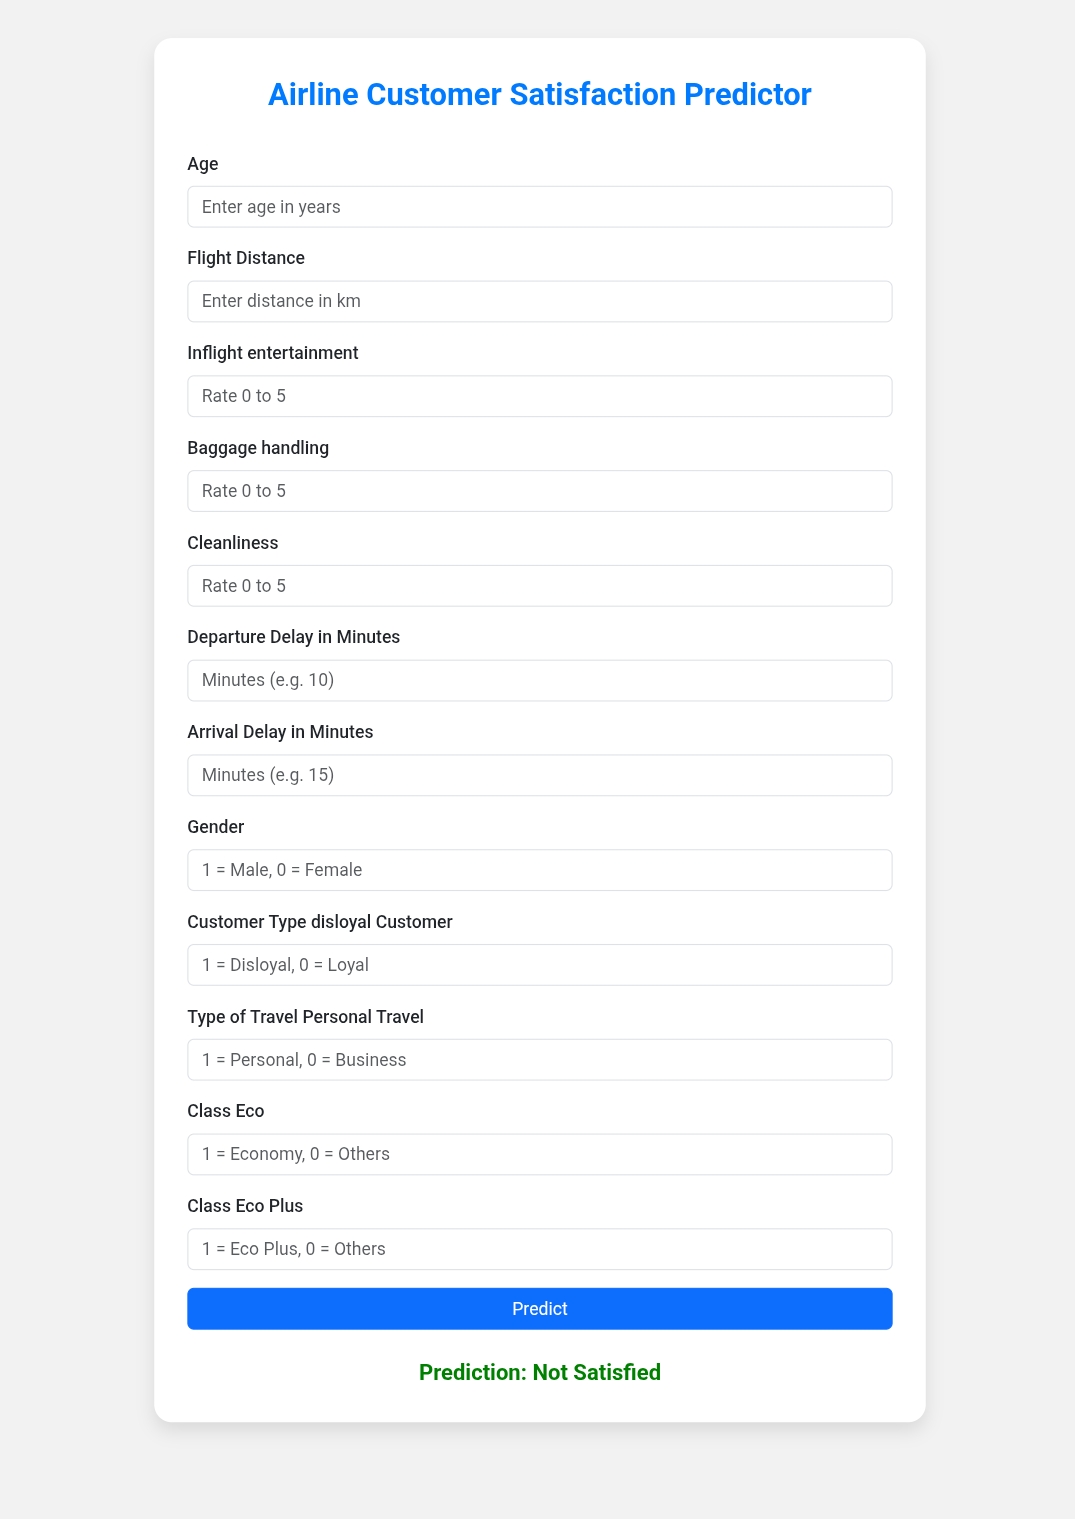 Airline Customer Satisfaction Predictor
Age
Enter age in years
Flight Distance
Enter distance in km
Inflight entertainment
Rate 0 to 5
Baggage handling
Rate 0 to 5
Cleanliness
Rate 0 to 5
Departure Delay in Minutes
Minutes (e.g. 10)
Arrival Delay in Minutes
Minutes (e.g. 15)
Gender
1 = Male, 0 = Female
Customer Type disloyal Customer
1 = Disloyal, 0 = Loyal
Type of Travel Personal Travel
1 = Personal, 0 = Business
Class Eco
1 = Economy, 0 = Others
Class Eco Plus
1 = Eco Plus, 0 = Others
Predict
Prediction: Not Satisfied